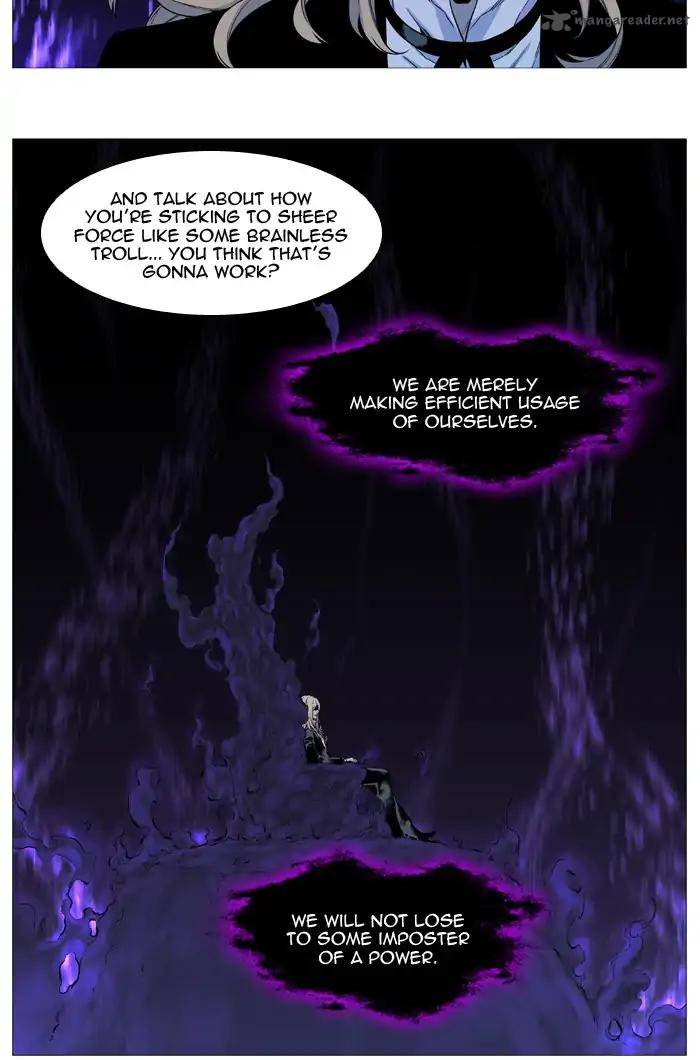 mangareader.net
AND TALK ABOUT HOW
YOU'RE STICKING TO SHEER
FORCE LIKE SOME BRAINLESS
TROLL... YOU THINK THAT'S
GONNA WORK?
WE ARE MERELY
MAKING EFFICIENT USAGE
OF OURSELVES.
WE WILL NOT LOSE
TO SOME IMPOSTER
OF A POWER.